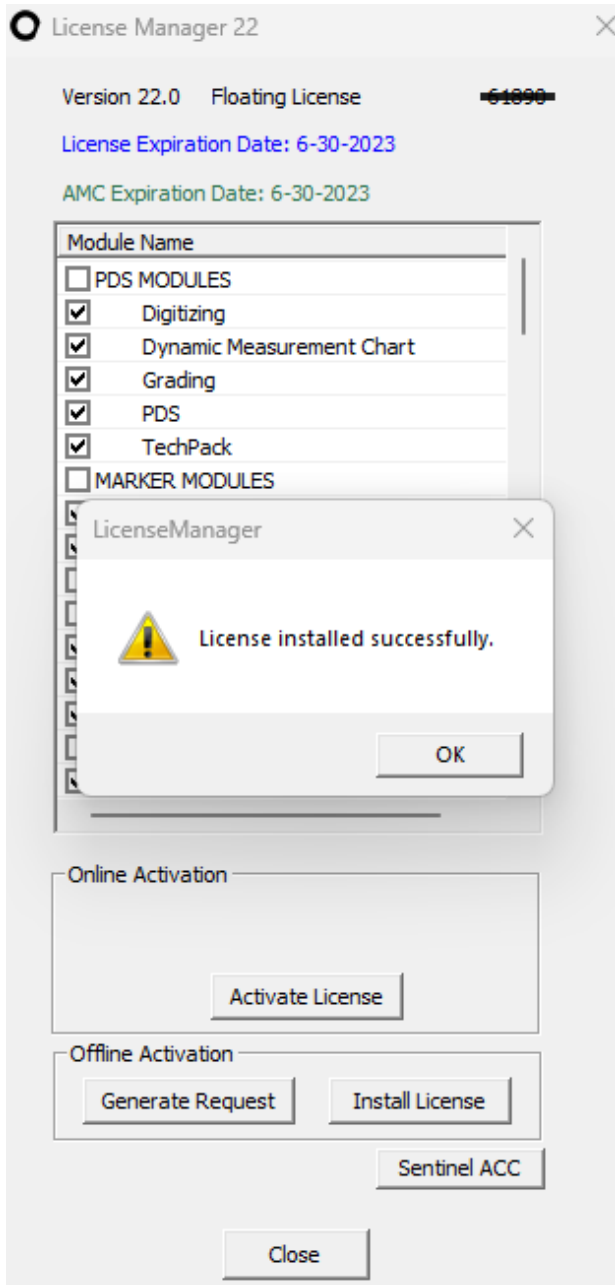 License Manager 22
Version 22.0 Floating License 61890
License Expiration Date: 6-30-2023
AMC Expiration Date: 6-30-2023
Module Name
PDS MODULES
Digitizing
Dynamic Measurement Chart
Grading
PDS
TechPack
MARKER MODULES
LicenseManager
License installed successfully.
OK
Online Activation
Activate License
Offline Activation
Generate Request Install License
Sentinel ACC
Close